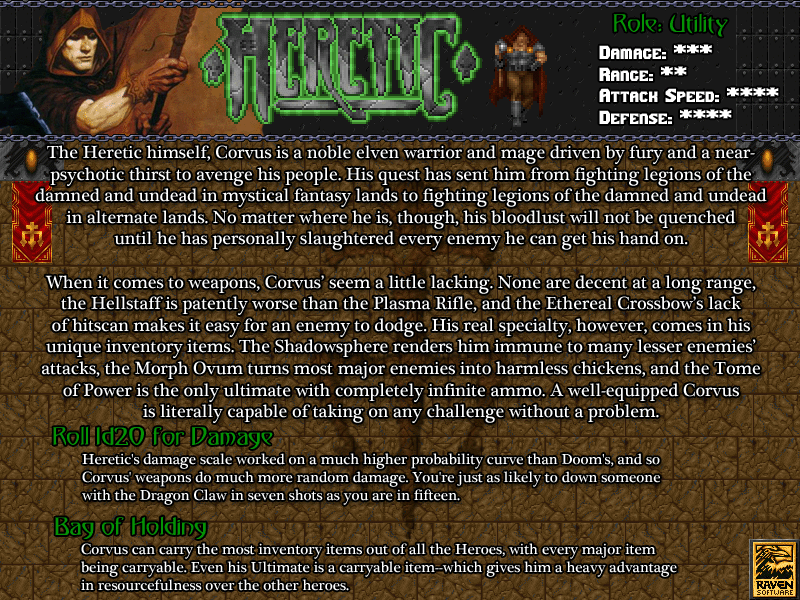 HERETIC
Role: Utility
Damage: ***
Range: **
Attack Speed: ****
Defense: ****
The Heretic himself, Corvus is a noble elven warrior and mage driven by fury and a near-
psychotic thirst to avenge his people. His quest has sent him from fighting legions of the
damned and undead in mystical fantasy lands to fighting legions of the damned and undead
in alternate lands. No matter where he is, though, his bloodlust will not be quenched
until he has personally slaughtered every enemy he can get his hand on.
When it comes to weapons, Corvus' seem a little lacking. None are decent at a long range,
the Hellstaff is patently worse than the Plasma Rifle, and the Ethereal Crossbow's lack
of hitscan makes it easy for an enemy to dodge. His real specialty, however, comes in his
unique inventory items. The Shadowsphere renders him immune to many lesser enemies'
attacks, the Morph Ovum turns most major enemies into harmless chickens, and the Tome
of Power is the only ultimate with completely infinite ammo. A well-equipped Corvus
is literally capable of taking on any challenge without a problem.
Roll 1d20 for Damage
Heretic's damage scale worked on a much higher probability curve than Doom's, and so
Corvus' weapons do much more random damage. You're just as likely to down someone
with the Dragon Claw in seven shots as you are in fifteen.
Bag of Holding
Corvus can carry the most inventory items out of all the Heroes, with every major item
being carryable. Even his Ultimate is a carryable item--which gives him a heavy advantage
in resourcefulness over the other heroes.
RAVEN
SOFTWARE